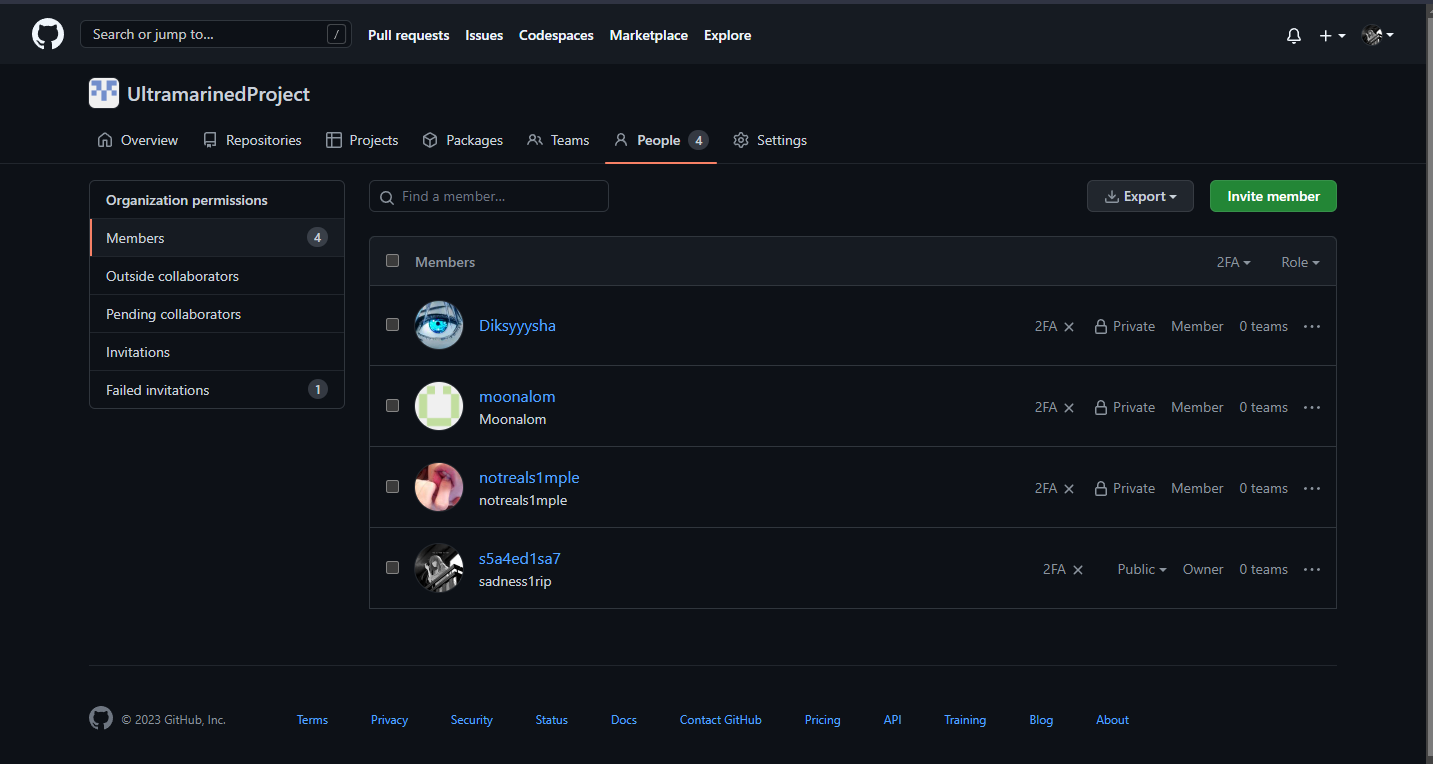 Search or jump to... /
Pull requests Issues Codespaces Marketplace Explore
UltramarinedProject
Overview Repositories Projects Packages Teams People 4 Settings
Organization permissions
Members 4
Outside collaborators
Pending collaborators
Invitations
Failed invitations 1
Find a member...
Export
Invite member
Members 2FA Role
Diksyyysha
2FA Private Member 0 teams
moonalom
Moonalom
2FA Private Member 0 teams
notreals1mple
notreals1mple
2FA Private Member 0 teams
s5a4ed1sa7
sadness1rip
2FA Public Owner 0 teams
© 2023 GitHub, Inc. Terms Privacy Security Status Docs Contact GitHub Pricing API Training Blog About